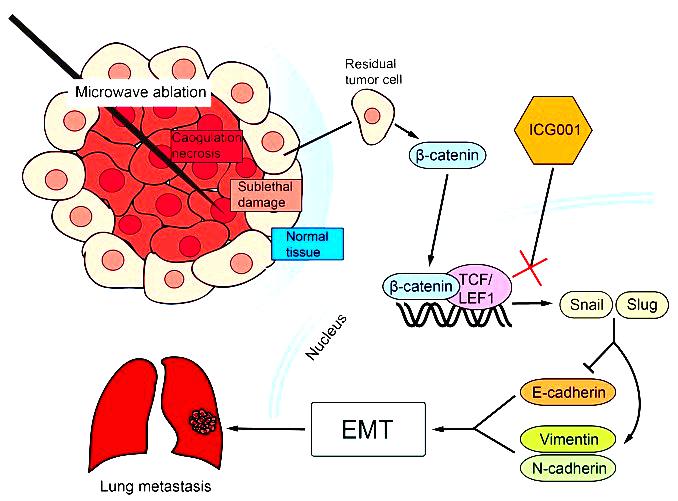 Microwave ablation
Caogulation
necrosis
Sublethal
damage
Normal
tissue
Residual
tumor cell
β-catenin
ICG001
β-catenin
TCF/
LEF1
Snail
Slug
Nucleus
E-cadherin
Vimentin
N-cadherin
EMT
Lung metastasis